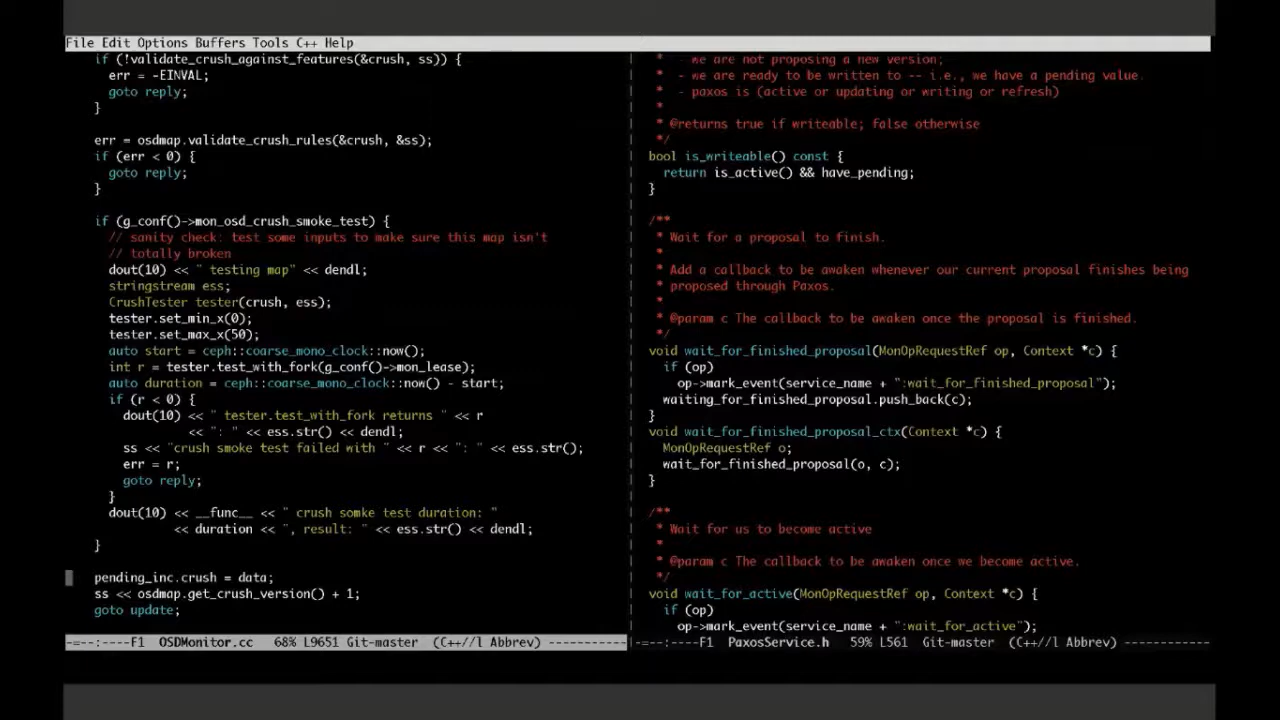 File Edit Options Buffers Tools C++ Help
if (!validate_crush_against_features(&crush, ss)) {
err = -EINVAL;
goto reply;
}
err = osdmap.validate_crush_rules(&crush, &ss);
if (err < 0) {
goto reply;
}
if (g_conf()->mon_osd_crush_smoke_test) {
// sanity check: test some inputs to make sure this map isn't
// totally broken
dout(10) << " testing map" << dendl;
stringstream ess;
CrushTester tester(crush, ess);
tester.set_min_x(0);
tester.set_max_x(50);
auto start = ceph::coarse_mono_clock::now();
int r = tester.test_with_fork(g_conf()->mon_lease);
auto duration = ceph::coarse_mono_clock::now() - start;
if (r < 0) {
dout(10) << " tester.test_with_fork returns " << r
<< ": " << ess.str() << dendl;
ss << "crush smoke test failed with " << r << ": " << ess.str();
err = r;
goto reply;
}
dout(10) << __func__ << " crush somke test duration: "
<< duration << ", result: " << ess.str() << dendl;
}
pending_inc.crush = data;
ss << osdmap.get_crush_version() + 1;
goto update;
-=--:----F1 OSDMonitor.cc 68% L9651 Git-master (C++//l Abbrev) -----------
* - we are not proposing a new version;
* - we are ready to be written to -- i.e., we have a pending value.
* - paxos is (active or updating or writing or refresh)
*
* @returns true if writeable; false otherwise
*/
bool is_writeable() const {
return is_active() && have_pending;
}
/**
* Wait for a proposal to finish.
*
* Add a callback to be awaken whenever our current proposal finishes being
* proposed through Paxos.
*
* @param c The callback to be awaken once the proposal is finished.
*/
void wait_for_finished_proposal(MonOpRequestRef op, Context *c) {
if (op)
op->mark_event(service_name + ":wait_for_finished_proposal");
waiting_for_finished_proposal.push_back(c);
}
void wait_for_finished_proposal_ctx(Context *c) {
MonOpRequestRef o;
wait_for_finished_proposal(o, c);
}
/**
* Wait for us to become active
*
* @param c The callback to be awaken once we become active.
*/
void wait_for_active(MonOpRequestRef op, Context *c) {
if (op)
op->mark_event(service_name + ":wait_for_active");
-=--:----F1 PaxosService.h 59% L561 Git-master (C++//l Abbrev) ------------